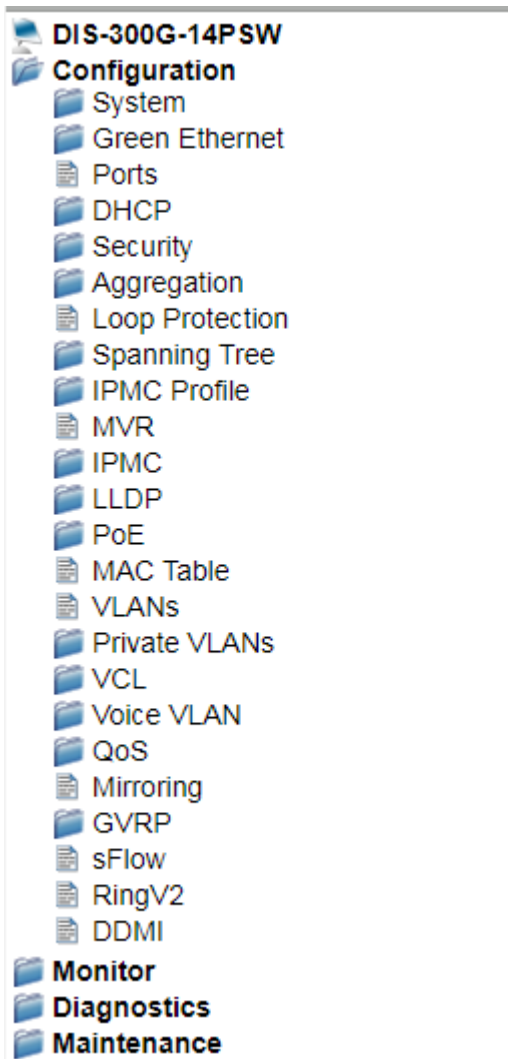 DIS-300G-14PSW
Configuration
System
Green Ethernet
Ports
DHCP
Security
Aggregation
Loop Protection
Spanning Tree
IPMC Profile
MVR
IPMC
LLDP
PoE
MAC Table
VLANs
Private VLANs
VCL
Voice VLAN
QoS
Mirroring
GVRP
sFlow
RingV2
DDMI
Monitor
Diagnostics
Maintenance